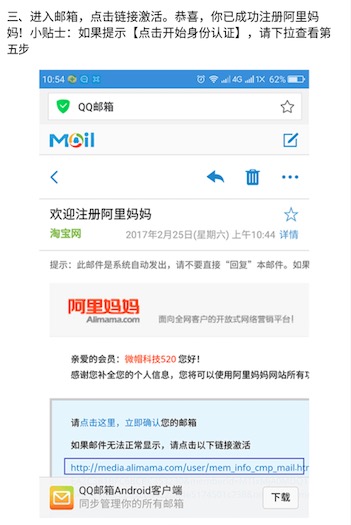 三、进入邮箱，点击链接激活。恭喜，你已成功注册阿里妈
妈！小贴士：如果提示【点击开始身份认证】，请下拉查看第
五步
10:54
4G
1X
62%
QQ邮箱
Mail
欢迎注册阿里妈妈
淘宝网
2017年2月25日(星期六) 上午10:44 详情
提示：此邮件是系统自动发出，请不要直接“回复”本邮件。如果
阿里妈妈
Alimama.com
面向全网客户的开放式网络营销平台！
亲爱的会员：微帽科技520 您好！
感谢您补全您的个人信息，您将可以使用阿里妈妈网站所有功
请点击这里，立即确认您的邮箱
如果邮件无法正常显示，请点击以下链接激活
http://media.alimama.com/user/mem_info_cmp_mail.htm
QQ邮箱Android客户端
同步管理你的所有邮箱
下载